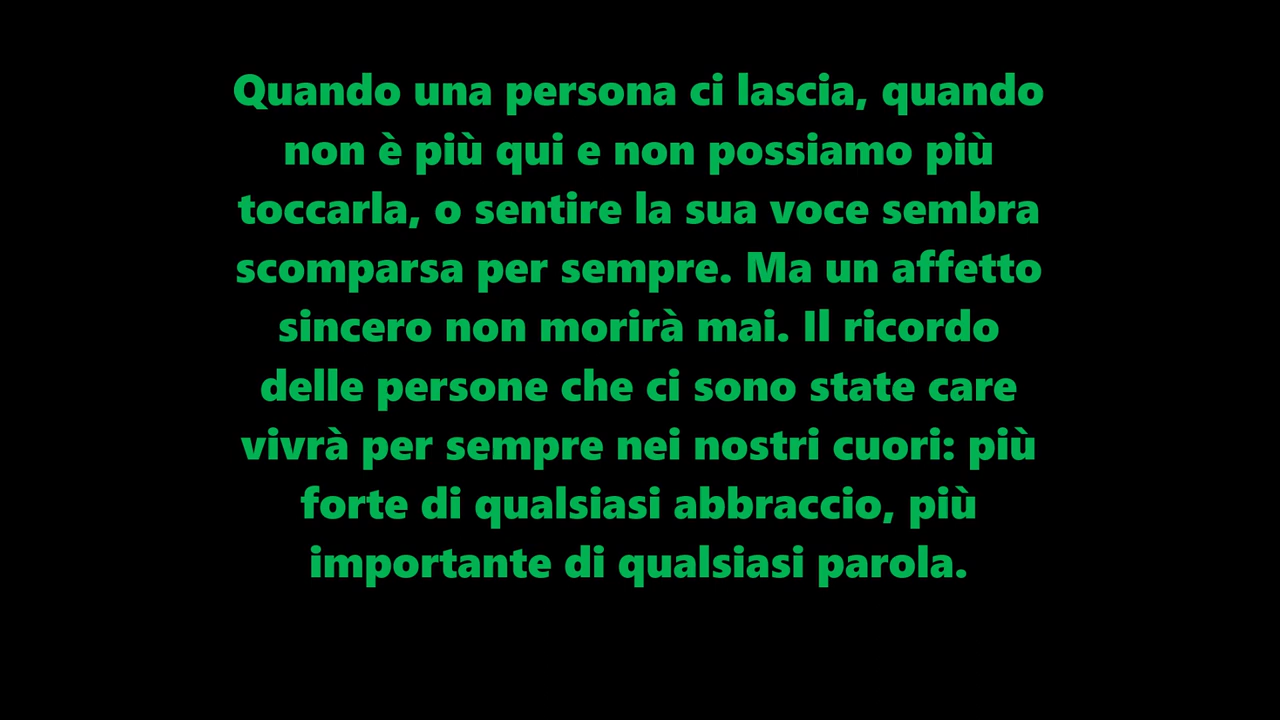 Quando una persona ci lascia, quando
non è più qui e non possiamo più
toccarla, o sentire la sua voce sembra
scomparsa per sempre. Ma un affetto
sincero non morirà mai. Il ricordo
delle persone che ci sono state care
vivrà per sempre nei nostri cuori: più
forte di qualsiasi abbraccio, più
importante di qualsiasi parola.